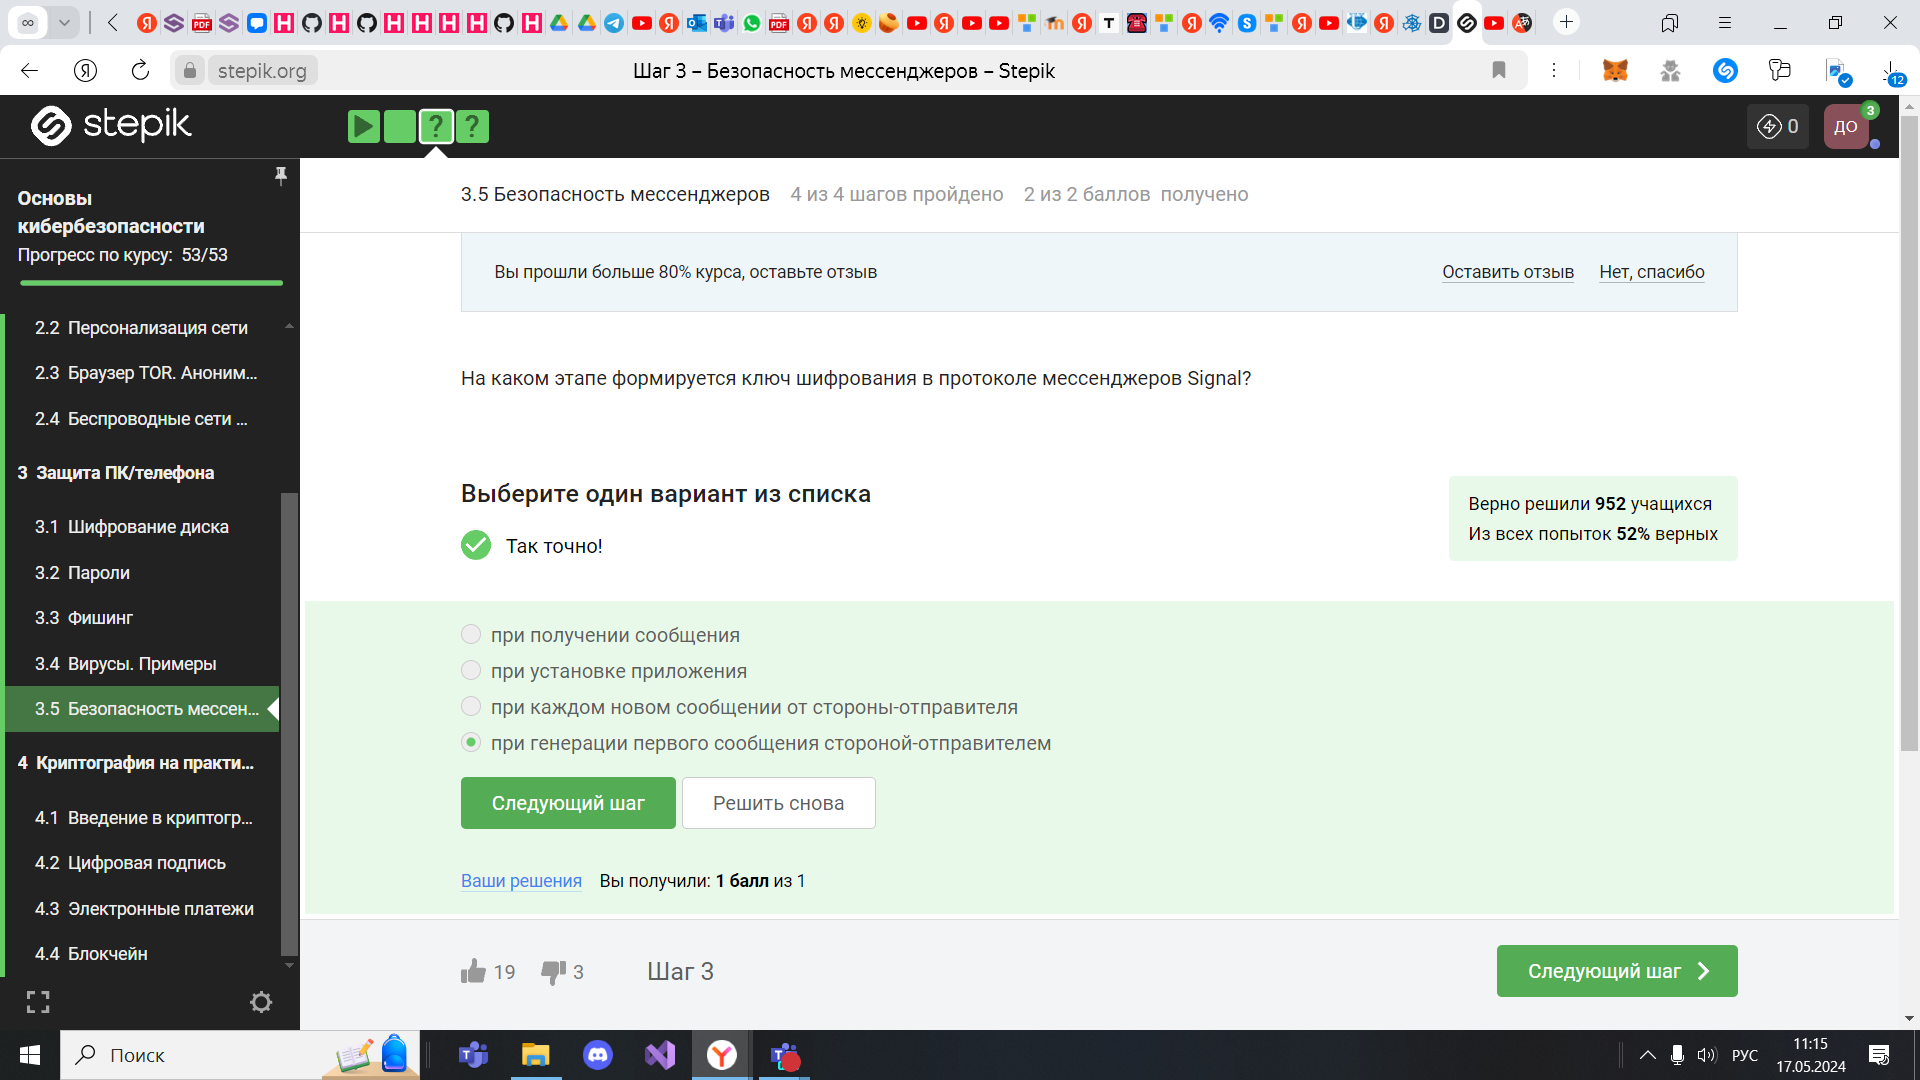 stepik.org
Шаг 3 – Безопасность мессенджеров – Stepik
12
stepik
0
ДО
3
Основы
кибербезопасности
Прогресс по курсу: 53/53
2.2 Персонализация сети
2.3 Браузер TOR. Аноним...
2.4 Беспроводные сети ...
3 Защита ПК/телефона
3.1 Шифрование диска
3.2 Пароли
3.3 Фишинг
3.4 Вирусы. Примеры
3.5 Безопасность мессен...
4 Криптография на практи...
4.1 Введение в криптогр...
4.2 Цифровая подпись
4.3 Электронные платежи
4.4 Блокчейн
3.5 Безопасность мессенджеров 4 из 4 шагов пройдено 2 из 2 баллов получено
Вы прошли больше 80% курса, оставьте отзыв Оставить отзыв Нет, спасибо
На каком этапе формируется ключ шифрования в протоколе мессенджеров Signal?
Выберите один вариант из списка
Так точно!
Верно решили 952 учащихся
Из всех попыток 52% верных
при получении сообщения
при установке приложения
при каждом новом сообщении от стороны-отправителя
при генерации первого сообщения стороной-отправителем
Следующий шаг Решить снова
Ваши решения Вы получили: 1 балл из 1
19 3 Шаг 3 Следующий шаг
Поиск
РУС
11:15
17.05.2024